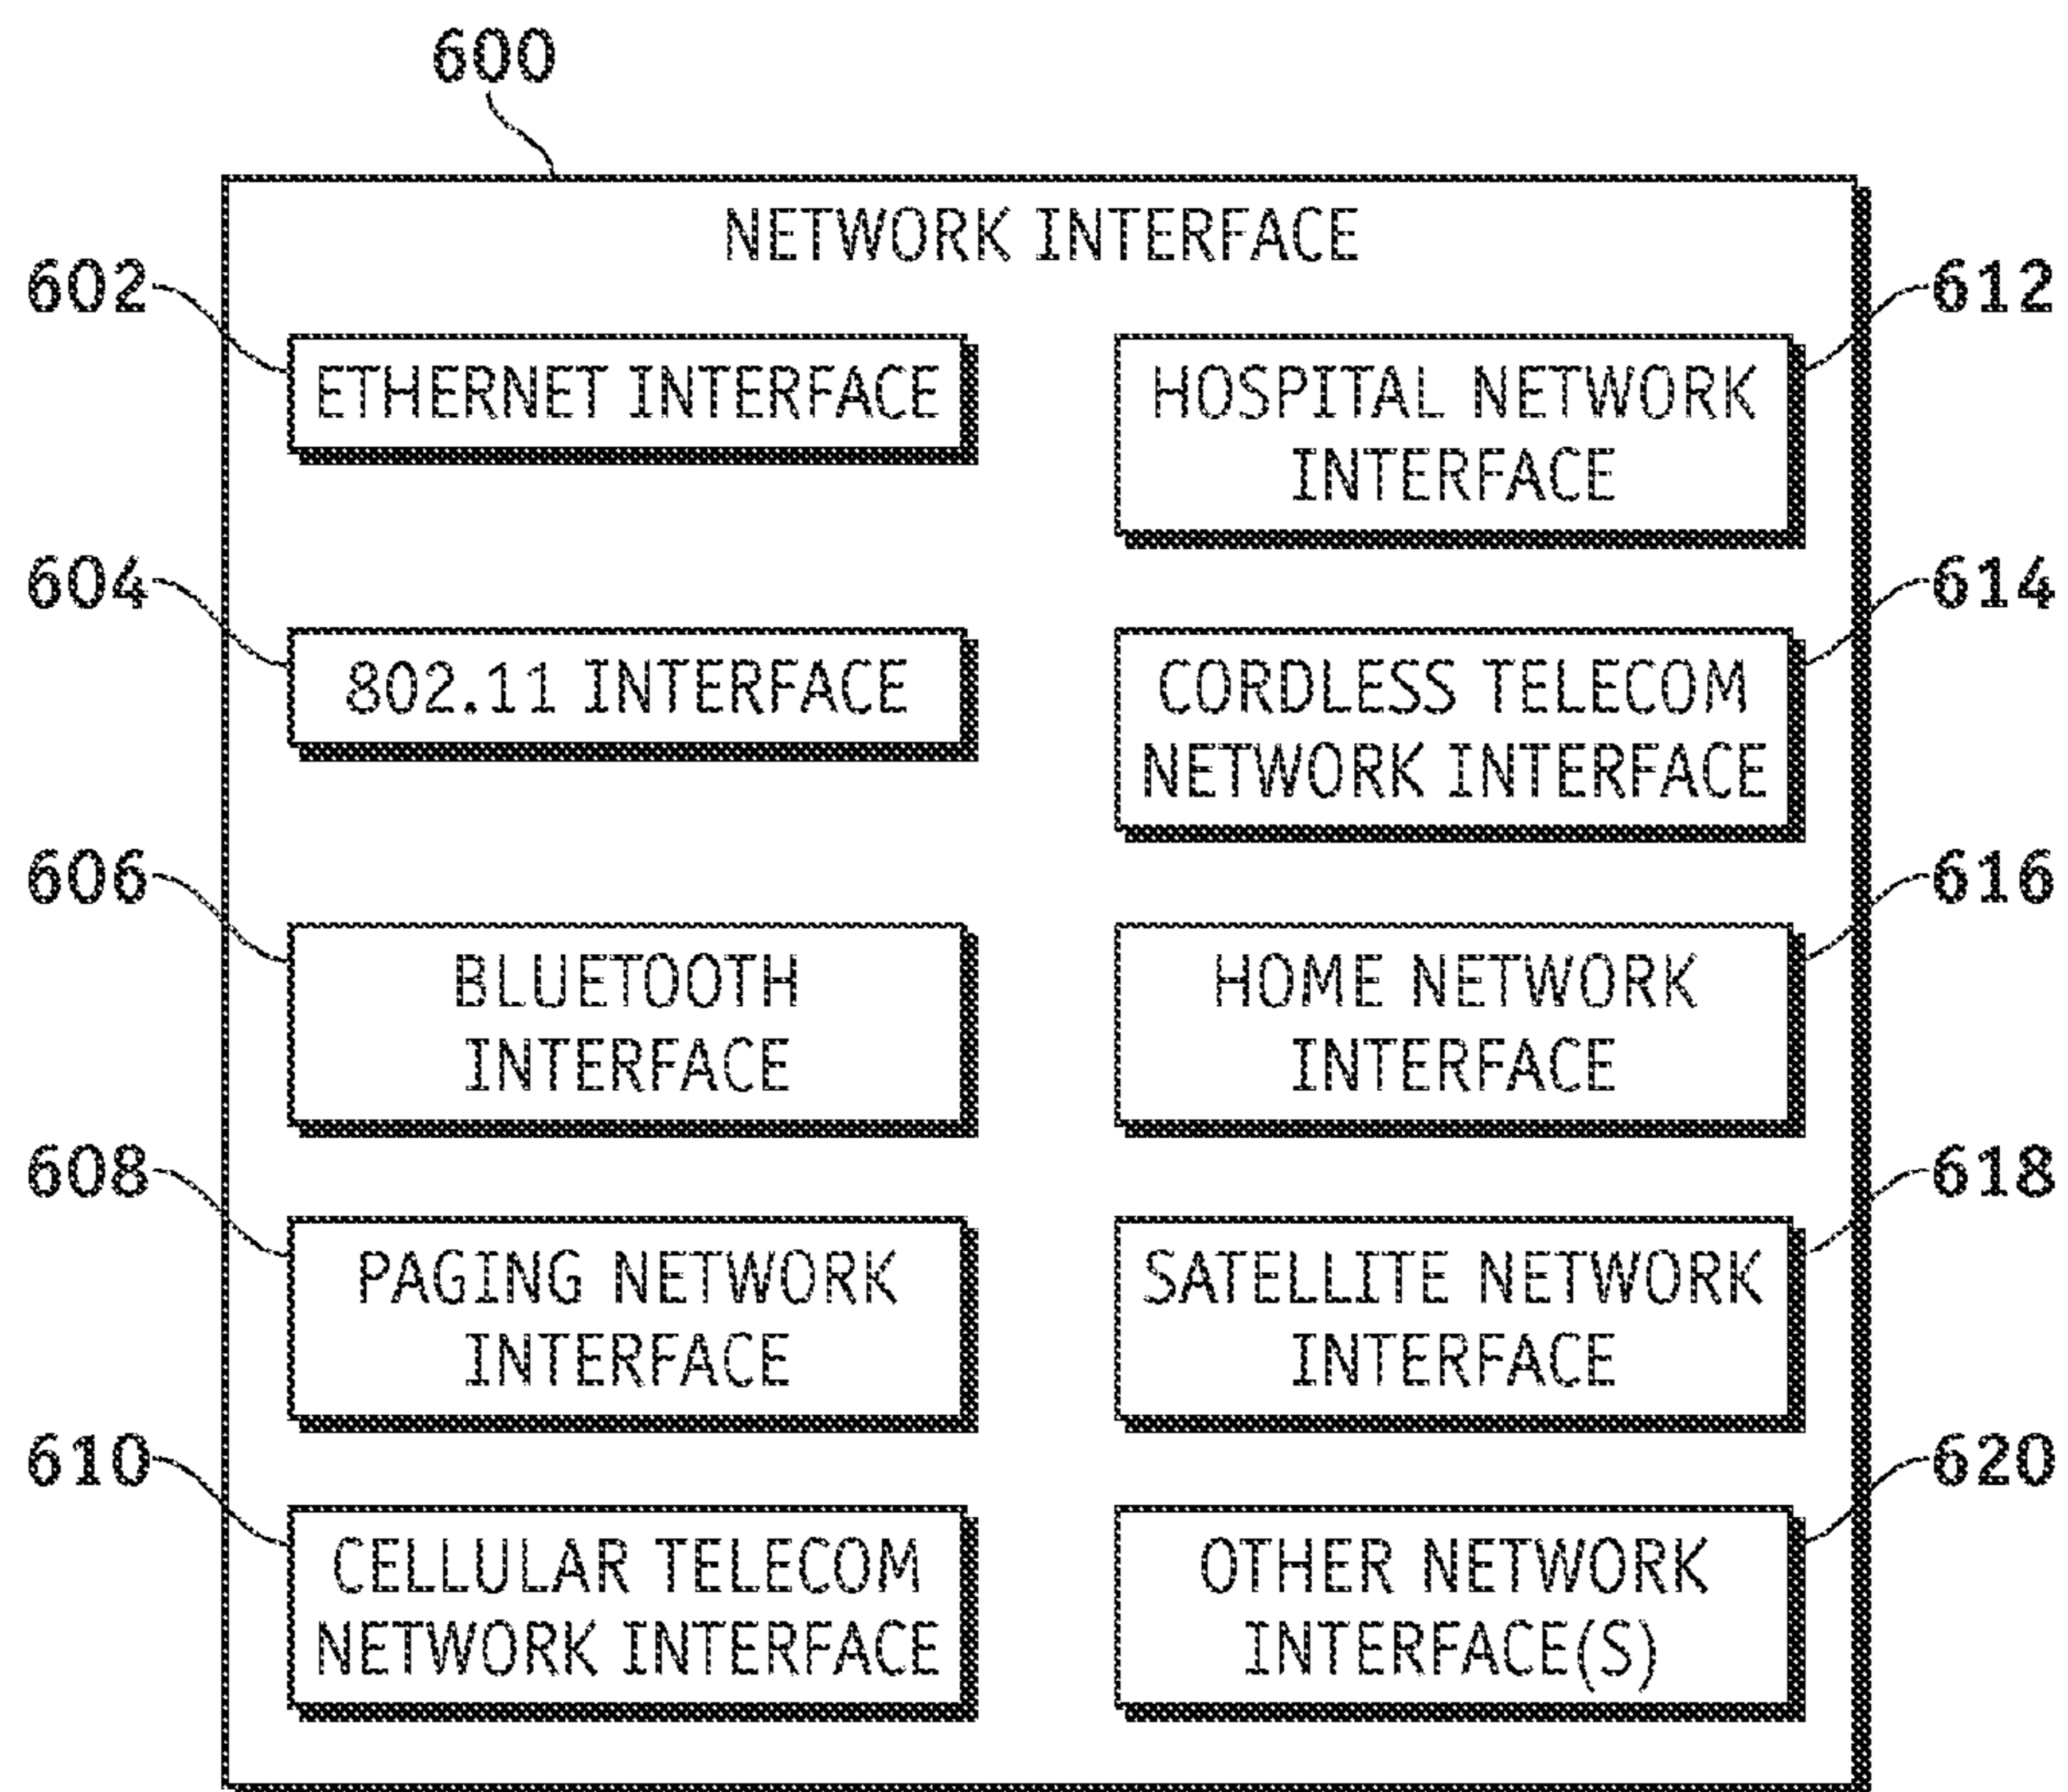 600
NETWORK INTERFACE
602
ETHERNET INTERFACE
612
HOSPITAL NETWORK
INTERFACE
604
802.11 INTERFACE
614
CORDLESS TELECOM
NETWORK INTERFACE
606
BLUETOOTH
INTERFACE
616
HOME NETWORK
INTERFACE
608
PAGING NETWORK
INTERFACE
618
SATELLITE NETWORK
INTERFACE
610
CELLULAR TELECOM
NETWORK INTERFACE
620
OTHER NETWORK
INTERFACE(S)